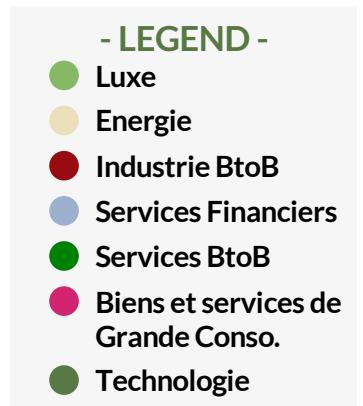 - LEGEND -
Luxe
Energie
Industrie BtoB
Services Financiers
Services BtoB
Biens et services de
Grande Conso.
Technologie